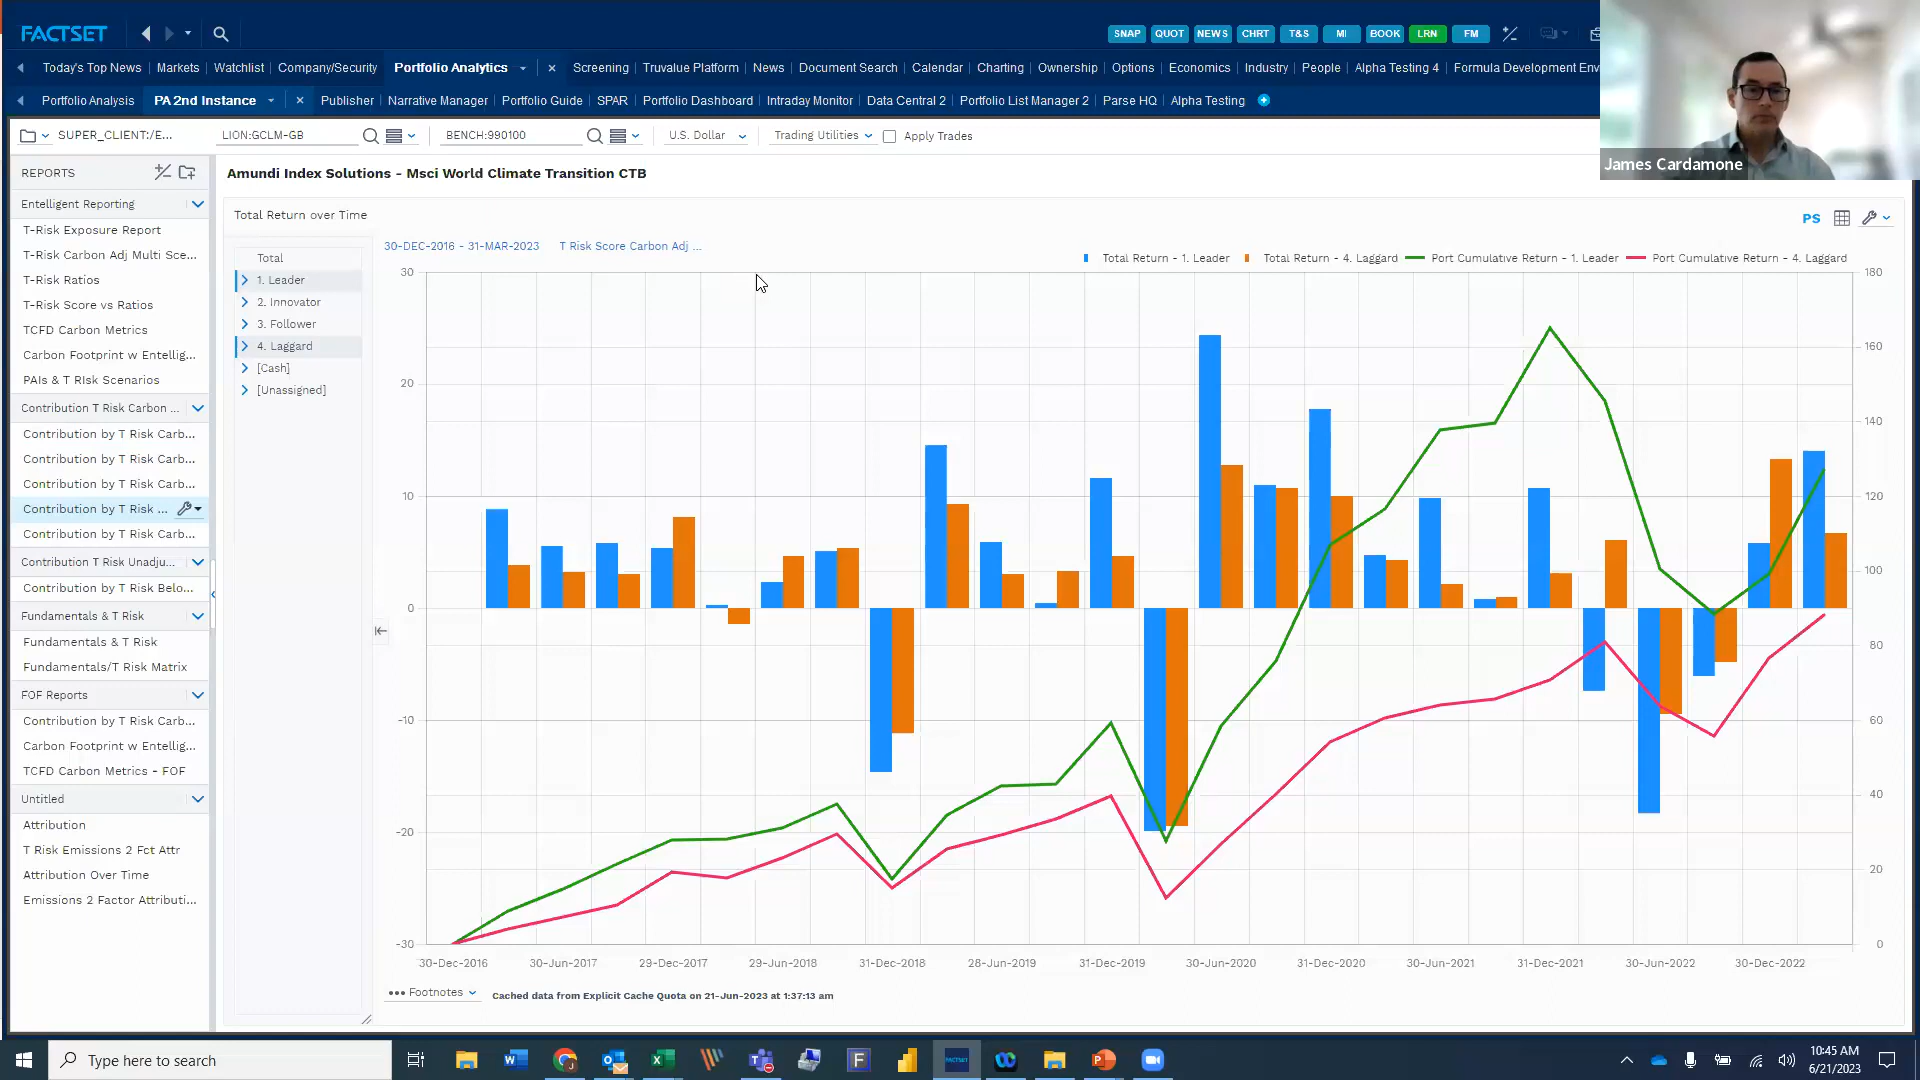 FACTSET
SNAP QUOT NEWS CHRT T&S MI BOOK LRN FM
Today's Top News Markets Watchlist Company/Security Portfolio Analytics Screening Truvalue Platform News Document Search Calendar Charting Ownership Options Economics Industry People Alpha Testing 4 Formula Development Env
Portfolio Analysis PA 2nd Instance Publisher Narrative Manager Portfolio Guide SPAR Portfolio Dashboard Intraday Monitor Data Central 2 Portfolio List Manager 2 Parse HQ Alpha Testing
SUPER_CLIENT:/E... LION:GCLM-GB BENCH:990100 U.S. Dollar Trading Utilities Apply Trades
James Cardamone
REPORTS
Entelligent Reporting
T-Risk Exposure Report
T-Risk Carbon Adj Multi Sce...
T-Risk Ratios
T-Risk Score vs Ratios
TCFD Carbon Metrics
Carbon Footprint w Entellig...
PAIs & T RIsk Scenarios
Contribution T Risk Carbon ...
Contribution by T Risk Carb...
Contribution by T Risk Carb...
Contribution by T Risk Carb...
Contribution by T Risk ...
Contribution by T Risk Carb...
Contribution T Risk Unadju...
Contribution by T Risk Belo...
Fundamentals & T Risk
Fundamentals & T Risk
Fundamentals/T Risk Matrix
FOF Reports
Contribution by T Risk Carb...
Carbon Footprint w Entellig...
TCFD Carbon Metrics - FOF
Untitled
Attribution
T Risk Emissions 2 Fct Attr
Attribution Over Time
Emissions 2 Factor Attributi...
Amundi Index Solutions - Msci World Climate Transition CTB
Total Return over Time
PS
Total
1. Leader
2. Innovator
3. Follower
4. Laggard
[Cash]
[Unassigned]
30-DEC-2016 - 31-MAR-2023 T Risk Score Carbon Adj ...
Total Return - 1. Leader Total Return - 4. Laggard Port Cumulative Return - 1. Leader Port Cumulative Return - 4. Laggard
30
20
10
0
-10
-20
-30
180
160
140
120
100
80
60
40
20
0
30-Dec-2016 30-Jun-2017 29-Dec-2017 29-Jun-2018 31-Dec-2018 28-Jun-2019 31-Dec-2019 30-Jun-2020 31-Dec-2020 30-Jun-2021 31-Dec-2021 30-Jun-2022 30-Dec-2022
Footnotes Cached data from Explicit Cache Quota on 21-Jun-2023 at 1:37:13 am
Type here to search
FACTSET
10:45 AM
6/21/2023